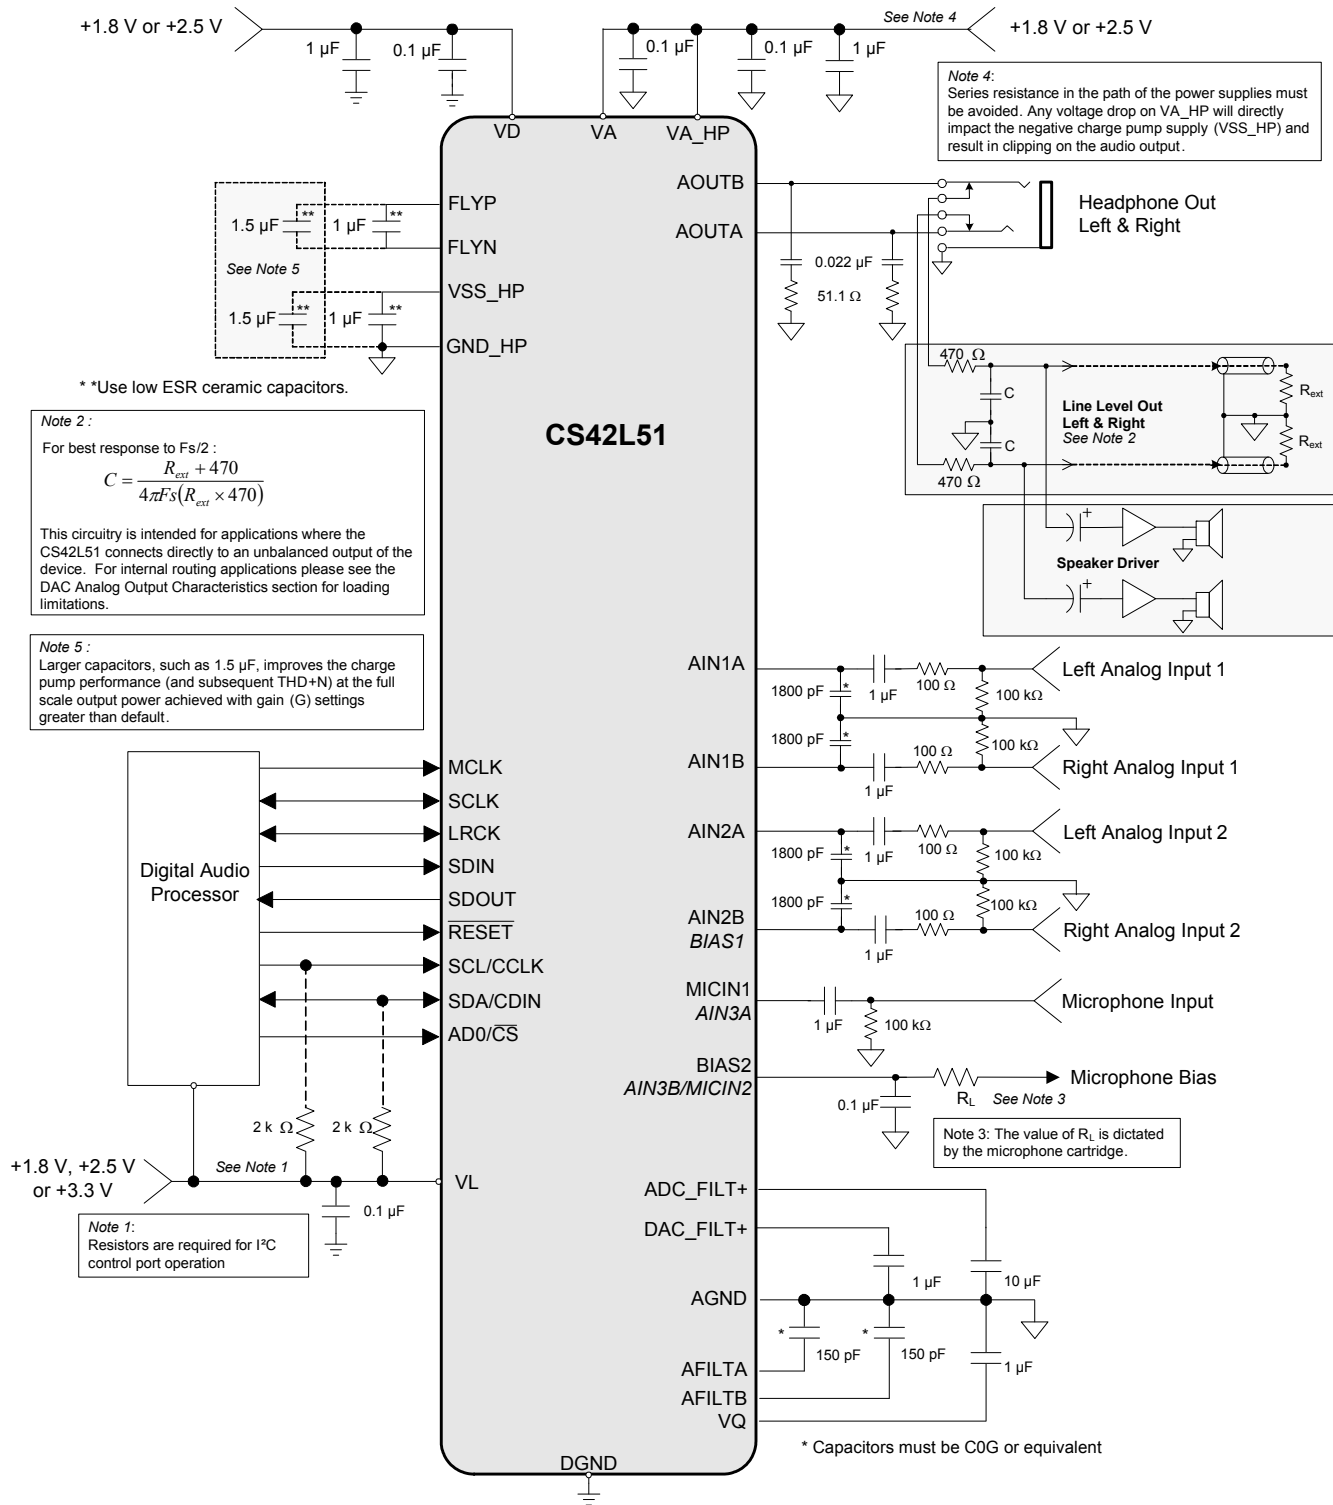 +1.8 V or +2.5 V
1 µF
0.1 µF
0.1 µF
0.1 µF
1 µF
See Note 4
+1.8 V or +2.5 V
Note 4:
Series resistance in the path of the power supplies must
be avoided. Any voltage drop on VA_HP will directly
impact the negative charge pump supply (VSS_HP) and
result in clipping on the audio output.
VD
VA
VA_HP
AOUTB
AOUTA
Headphone Out
Left & Right
0.022 µF
51.1 Ω
FLYP
FLYN
VSS_HP
GND_HP
1.5 µF
**
1 µF
**
See Note 5
1.5 µF
**
1 µF
**
* *Use low ESR ceramic capacitors.
Note 2 :
For best response to Fs/2 :
C = (R_ext + 470) / (4πFs(R_ext × 470))
This circuitry is intended for applications where the
CS42L51 connects directly to an unbalanced output of the
device. For internal routing applications please see the
DAC Analog Output Characteristics section for loading
limitations.
CS42L51
470 Ω
C
C
470 Ω
Line Level Out
Left & Right
See Note 2
Rext
Rext
+
Speaker Driver
+
Note 5 :
Larger capacitors, such as 1.5 µF, improves the charge
pump performance (and subsequent THD+N) at the full
scale output power achieved with gain (G) settings
greater than default.
AIN1A
1800 pF
*
1 µF
100 Ω
100 kΩ
Left Analog Input 1
AIN1B
1800 pF
*
1 µF
100 Ω
100 kΩ
Right Analog Input 1
AIN2A
1800 pF
*
1 µF
100 Ω
100 kΩ
Left Analog Input 2
AIN2B
BIAS1
1800 pF
*
1 µF
100 Ω
100 kΩ
Right Analog Input 2
MICIN1
AIN3A
1 µF
100 kΩ
Microphone Input
BIAS2
AIN3B/MICIN2
0.1 µF
RL
See Note 3
Microphone Bias
Note 3: The value of RL is dictated
by the microphone cartridge.
Digital Audio
Processor
MCLK
SCLK
LRCK
SDIN
SDOUT
RESET
SCL/CCLK
SDA/CDIN
AD0/CS
2 k Ω
2 k Ω
+1.8 V, +2.5 V
or +3.3 V
See Note 1
VL
0.1 µF
Note 1:
Resistors are required for I²C
control port operation
ADC_FILT+
DAC_FILT+
1 µF
10 µF
AGND
*
150 pF
*
150 pF
1 µF
AFILTA
AFILTB
VQ
* Capacitors must be C0G or equivalent
DGND